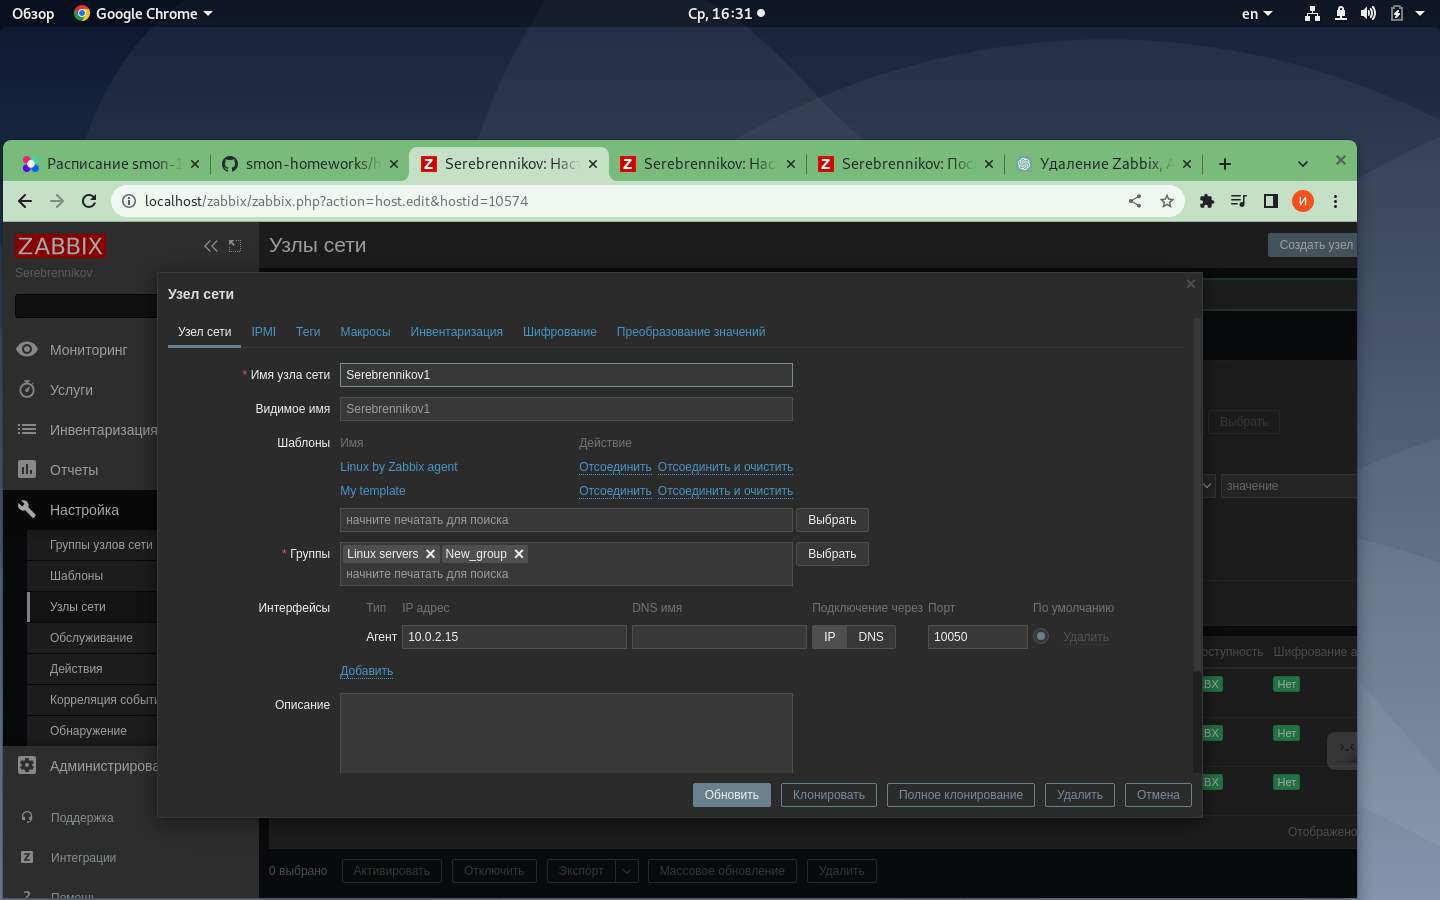 Обзор Google Chrome Ср, 16:31 en
Расписание smon-1 smon-homeworks/h Serebrennikov: Нас Serebrennikov: Нас Serebrennikov: Пос Удаление Zabbix, A
localhost/zabbix/zabbix.php?action=host.edit&hostid=10574 И
ZABBIX
Serebrennikov
Узлы сети
Создать узел
Мониторинг
Услуги
Инвентаризация
Отчеты
Настройка
Группы узлов сети
Шаблоны
Узлы сети
Обслуживание
Действия
Корреляция событи
Обнаружение
Администрирова
Поддержка
Интеграции
Помощь
Узел сети
Узел сети IPMI Теги Макросы Инвентаризация Шифрование Преобразование значений
* Имя узла сети Serebrennikov1
Видимое имя Serebrennikov1
Шаблоны Имя Действие
Linux by Zabbix agent Отсоединить Отсоединить и очистить
My template Отсоединить Отсоединить и очистить
начните печатать для поиска Выбрать
* Группы Linux servers New_group Выбрать
начните печатать для поиска
Интерфейсы Тип IP адрес DNS имя Подключение через Порт По умолчанию
Агент 10.0.2.15 IP DNS 10050 Удалить
Добавить
Описание
Обновить Клонировать Полное клонирование Удалить Отмена
Выбрать
значение
оступность Шифрование а
BX Нет
BX Нет
BX Нет
Отображено
0 выбрано Активировать Отключить Экспорт Массовое обновление Удалить